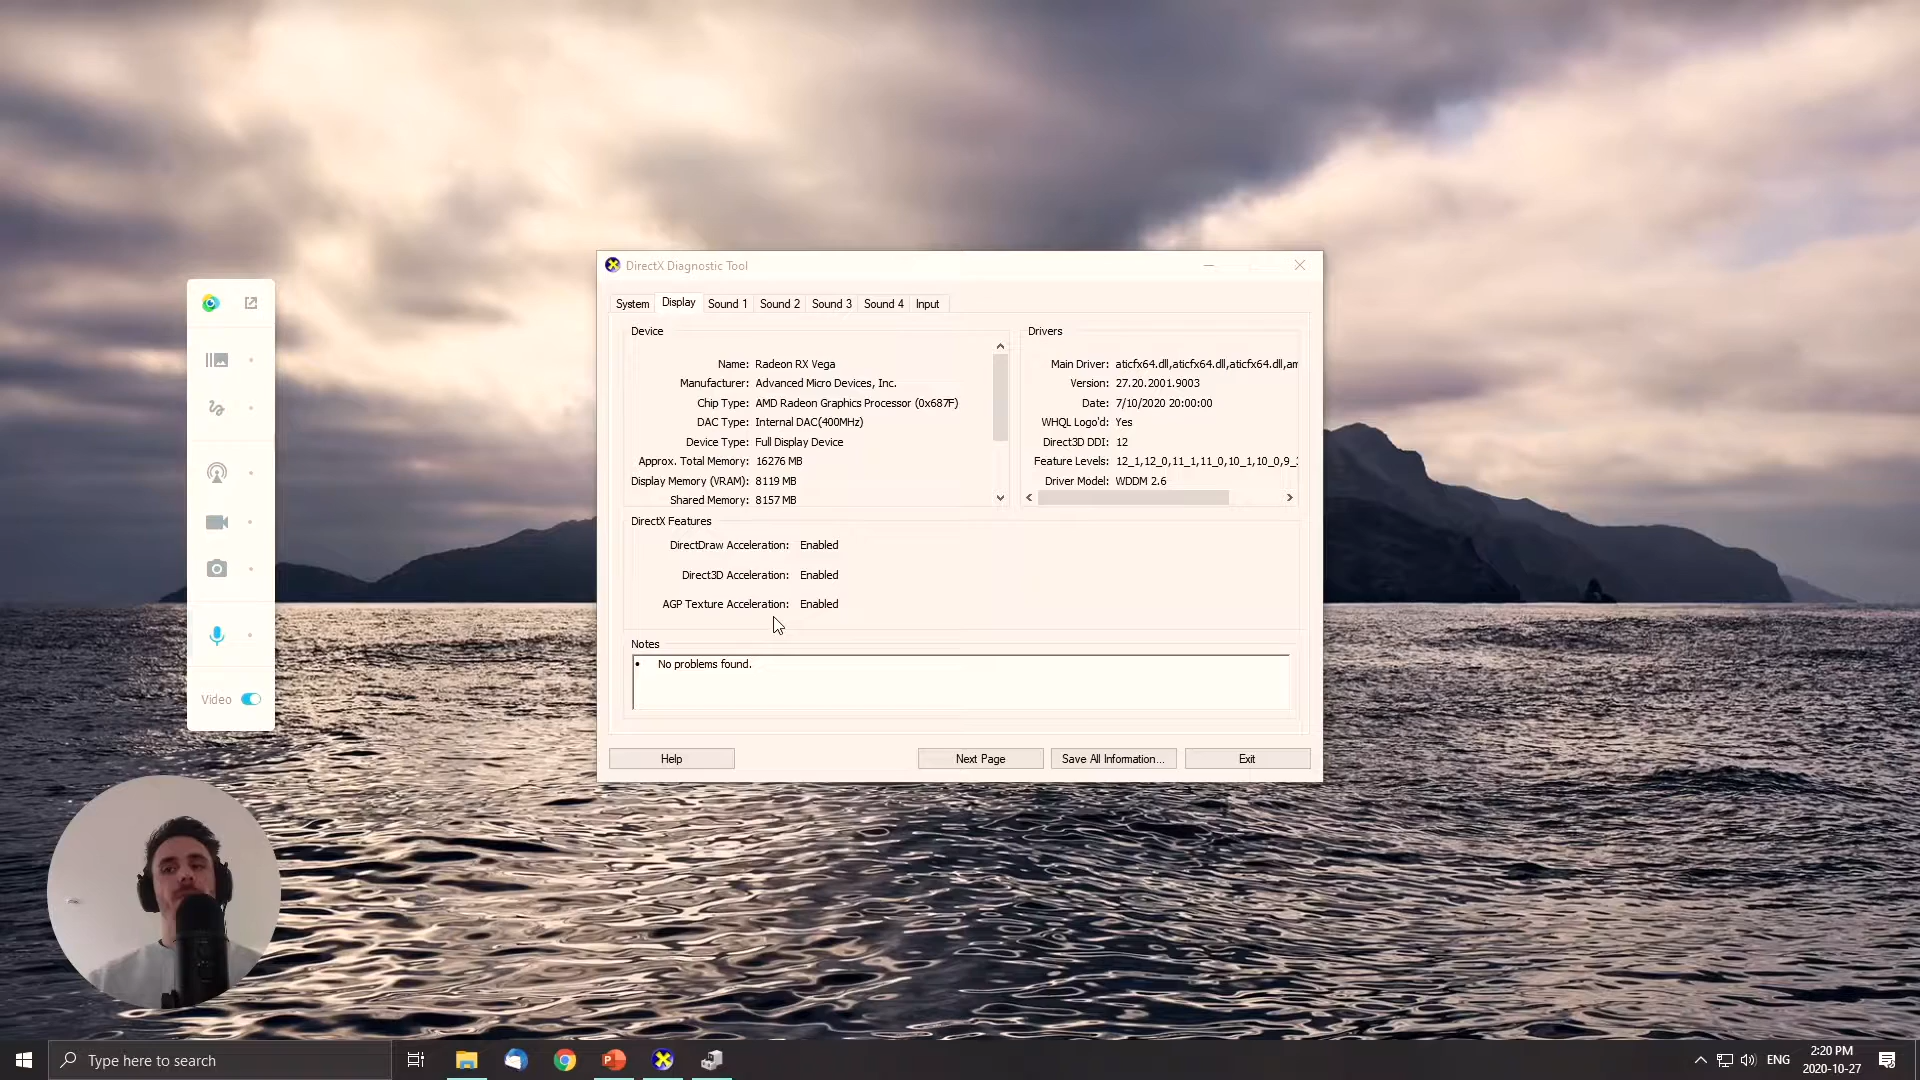 DirectX Diagnostic Tool
System Display Sound 1 Sound 2 Sound 3 Sound 4 Input
Device
Name: Radeon RX Vega
Manufacturer: Advanced Micro Devices, Inc.
Chip Type: AMD Radeon Graphics Processor (0x687F)
DAC Type: Internal DAC(400MHz)
Device Type: Full Display Device
Approx. Total Memory: 16276 MB
Display Memory (VRAM): 8119 MB
Shared Memory: 8157 MB
Drivers
Main Driver: aticfx64.dll,aticfx64.dll,aticfx64.dll,am
Version: 27.20.2001.9003
Date: 7/10/2020 20:00:00
WHQL Logo'd: Yes
Direct3D DDI: 12
Feature Levels: 12_1,12_0,11_1,11_0,10_1,10_0,9_
Driver Model: WDDM 2.6
DirectX Features
DirectDraw Acceleration: Enabled
Direct3D Acceleration: Enabled
AGP Texture Acceleration: Enabled
Notes
• No problems found.
Help Next Page Save All Information... Exit
Video
Type here to search
ENG
2:20 PM
2020-10-27